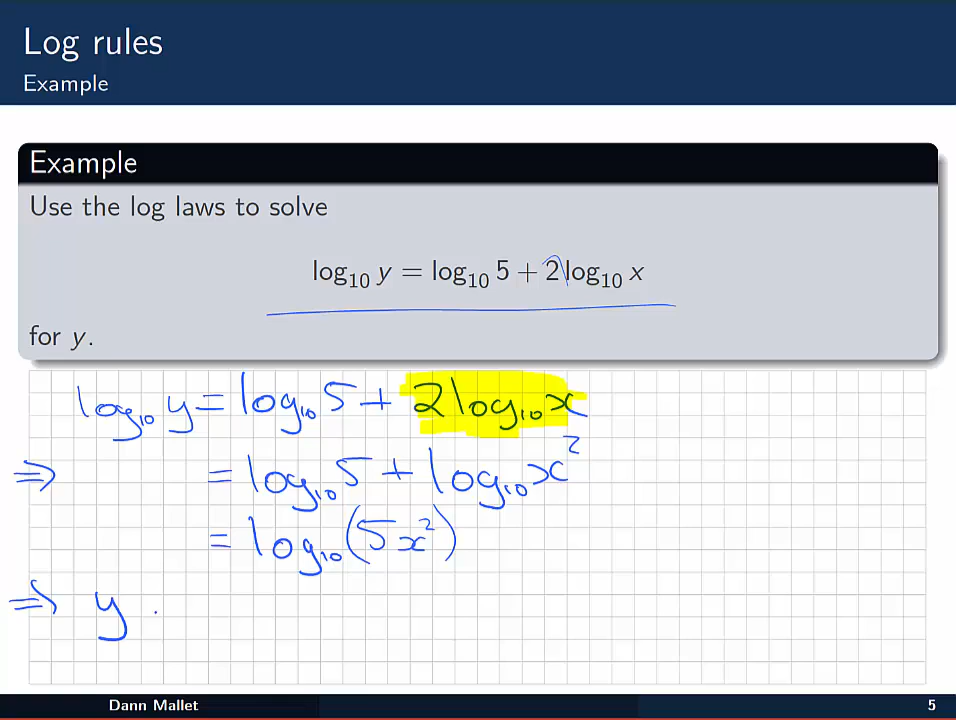 Log rules
Example
Example
Use the log laws to solve
log₁₀ y = log₁₀ 5 + 2 log₁₀ x
for y.
log₁₀ y = log₁₀ 5 + 2 log₁₀ x
⇒ = log₁₀ 5 + log₁₀ x²
= log₁₀ (5x²)
⇒ y
Dann Mallet 5